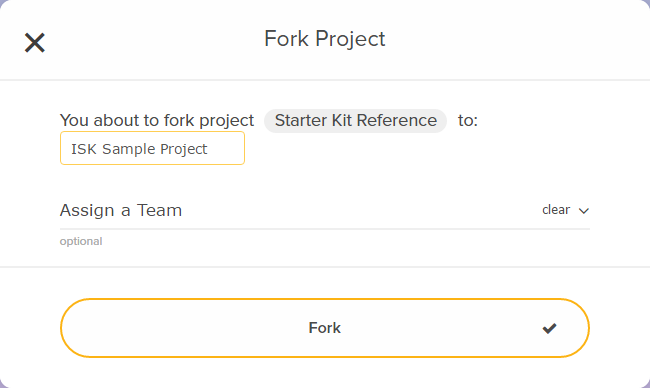 Fork Project
You about to fork project Starter Kit Reference to:
ISK Sample Project
Assign a Team clear
optional
Fork